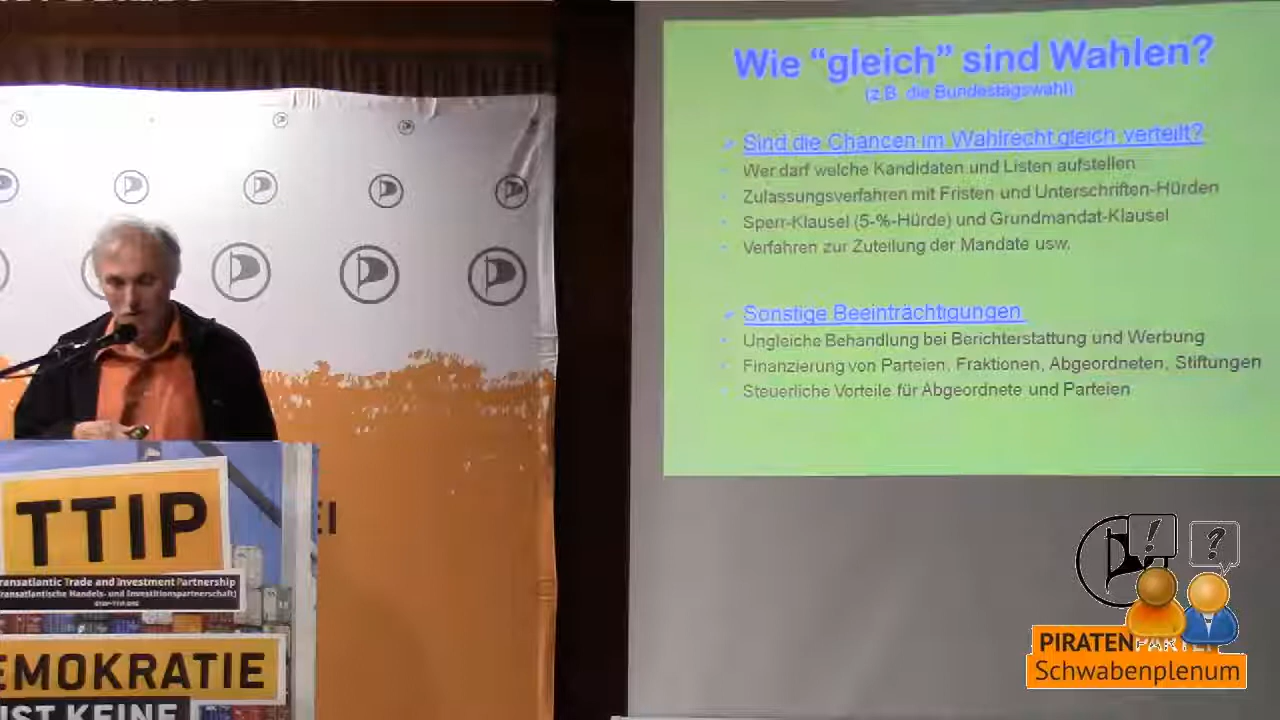 Wie “gleich” sind Wahlen?
(z.B. die Bundestagswahl)
Sind die Chancen im Wahlrecht gleich verteilt?
Wer darf welche Kandidaten und Listen aufstellen
Zulassungsverfahren mit Fristen und Unterschriften-Hürden
Sperr-Klausel (5-%-Hürde) und Grundmandat-Klausel
Verfahren zur Zuteilung der Mandate usw.
Sonstige Beeinträchtigungen
Ungleiche Behandlung bei Berichterstattung und Werbung
Finanzierung von Parteien, Fraktionen, Abgeordneten, Stiftungen
Steuerliche Vorteile für Abgeordnete und Parteien
EI
TTIP
ransatlantic Trade and Investment Partnership
ransatlantische Handels- und Investitionspartnerschaft)
EMOKRATIE
IST KEINE
! ?
PIRATENPARTEI
Schwabenplenum